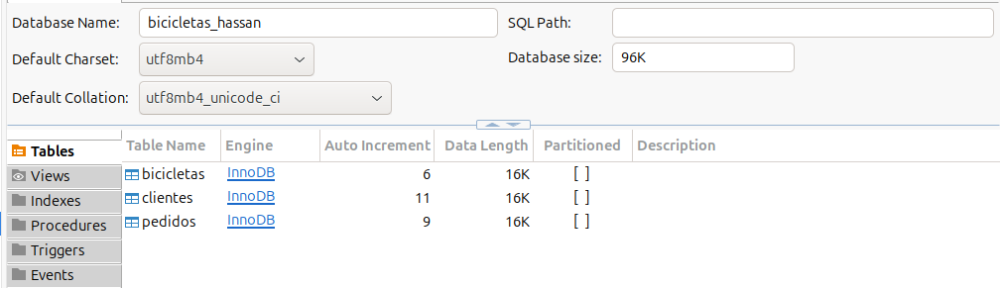 Database Name: bicicletas_hassan SQL Path:
Default Charset: utf8mb4 Database size: 96K
Default Collation: utf8mb4_unicode_ci
Tables Table Name Engine Auto Increment Data Length Partitioned Description
Views bicicletas InnoDB 6 16K [ ]
Indexes clientes InnoDB 11 16K [ ]
Procedures pedidos InnoDB 9 16K [ ]
Triggers
Events